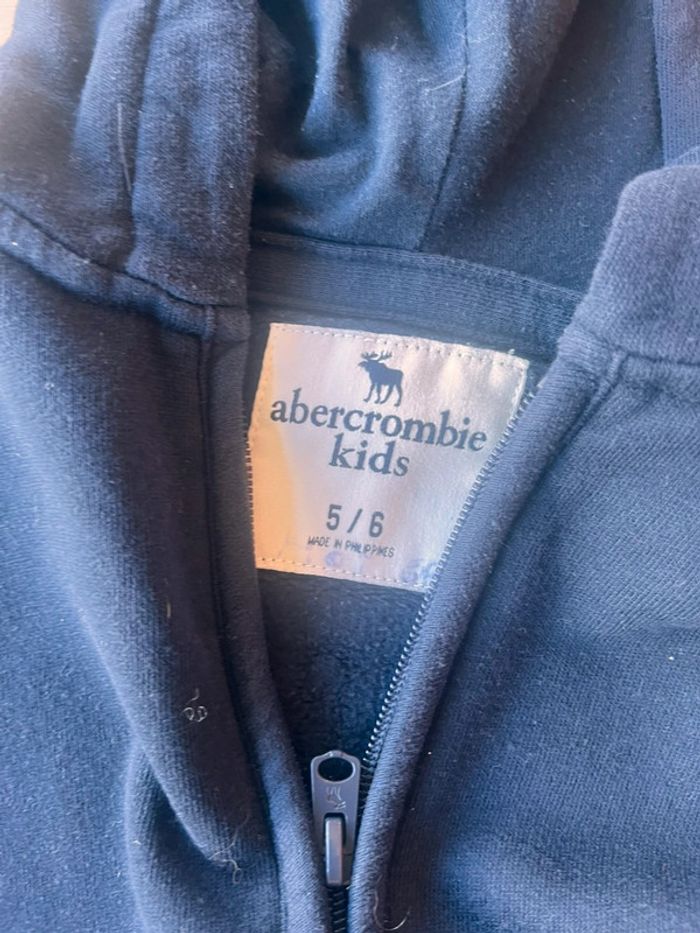 abercrombie
kids
5 / 6
MADE IN PHILIPPINES